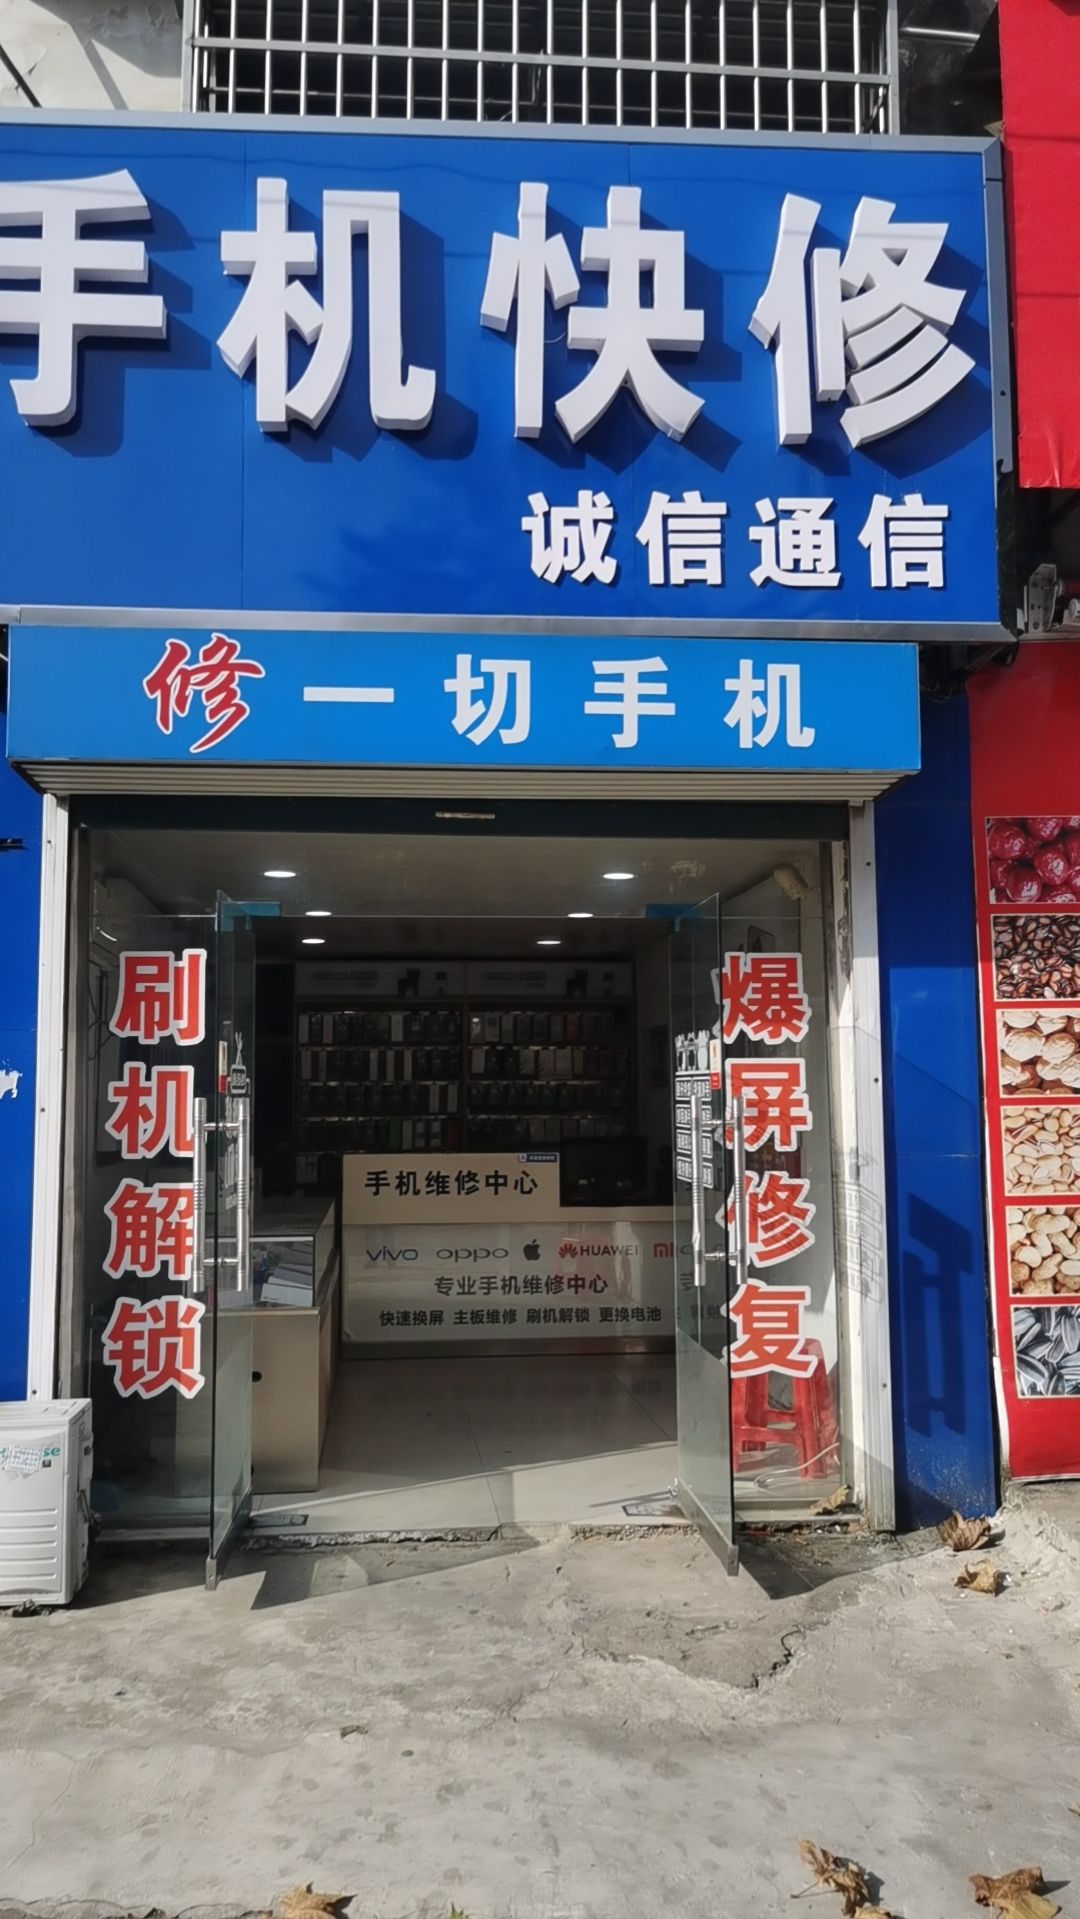 手机快修
诚信通信
修一切手机
刷机解锁
爆屏修复
手机维修中心
vivo oppo HUAWEI MI
专业手机维修中心
快速换屏 主板维修 刷机解锁 更换电池